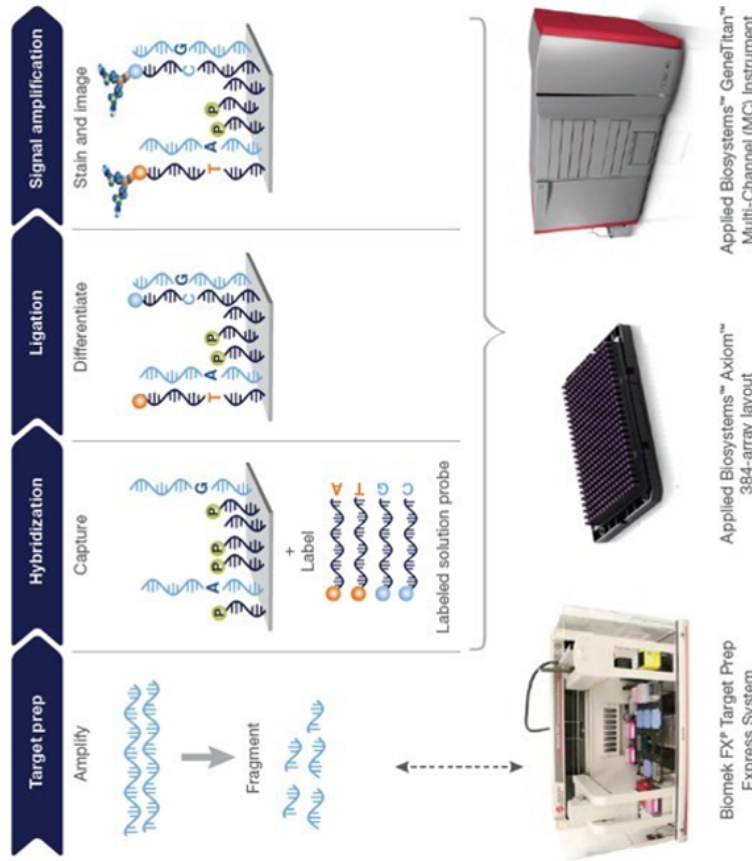 Target prep
Hybridization
Ligation
Signal amplification
Amplify
Capture
Differentiate
Stain and image
Fragment
P
A
P
P
P
G
+
Label
A
T
G
C
Labeled solution probe
T
A
P
P
C
G
T
A
P
P
C
G
Biomek FX® Target Prep
Express System
Applied Biosystems™ Axiom™
384-array layout
Applied Biosystems™ GeneTitan™
Multi-Channel (MC) Instrument